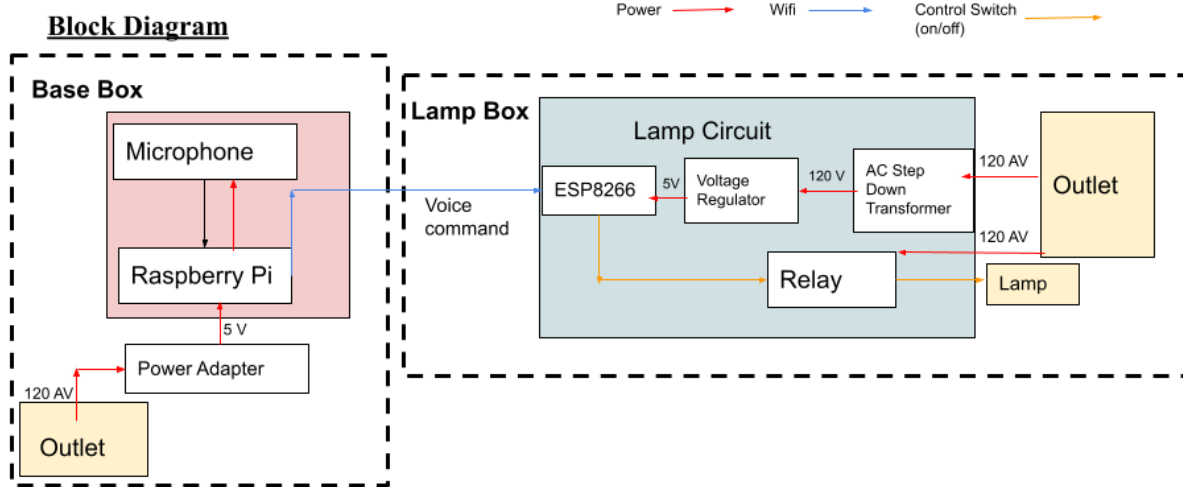 Block Diagram
Power
Wifi
Control Switch
(on/off)
Base Box
Microphone
Raspberry Pi
5 V
Power Adapter
120 AV
Outlet
Voice
command
Lamp Box
Lamp Circuit
ESP8266
5V
Voltage
Regulator
120 V
AC Step
Down
Transformer
120 AV
Outlet
120 AV
Relay
Lamp